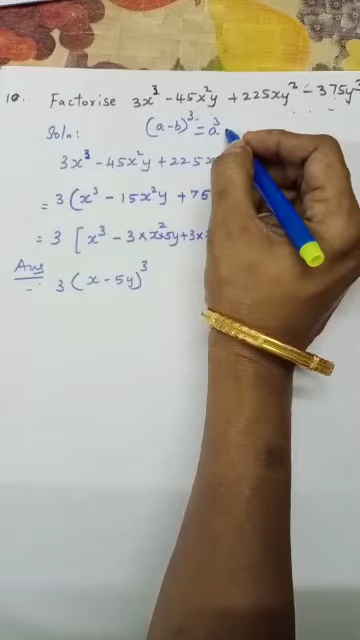 10. Factorise 3x³ - 45x²y + 225xy² - 375y³
Soln: (a-b)³ = a³
3x³ - 45x²y + 225x
= 3 (x³ - 15x²y + 75
= 3 [x³ - 3 × x² × 5y + 3 ×
Ans 3 (x - 5y)³